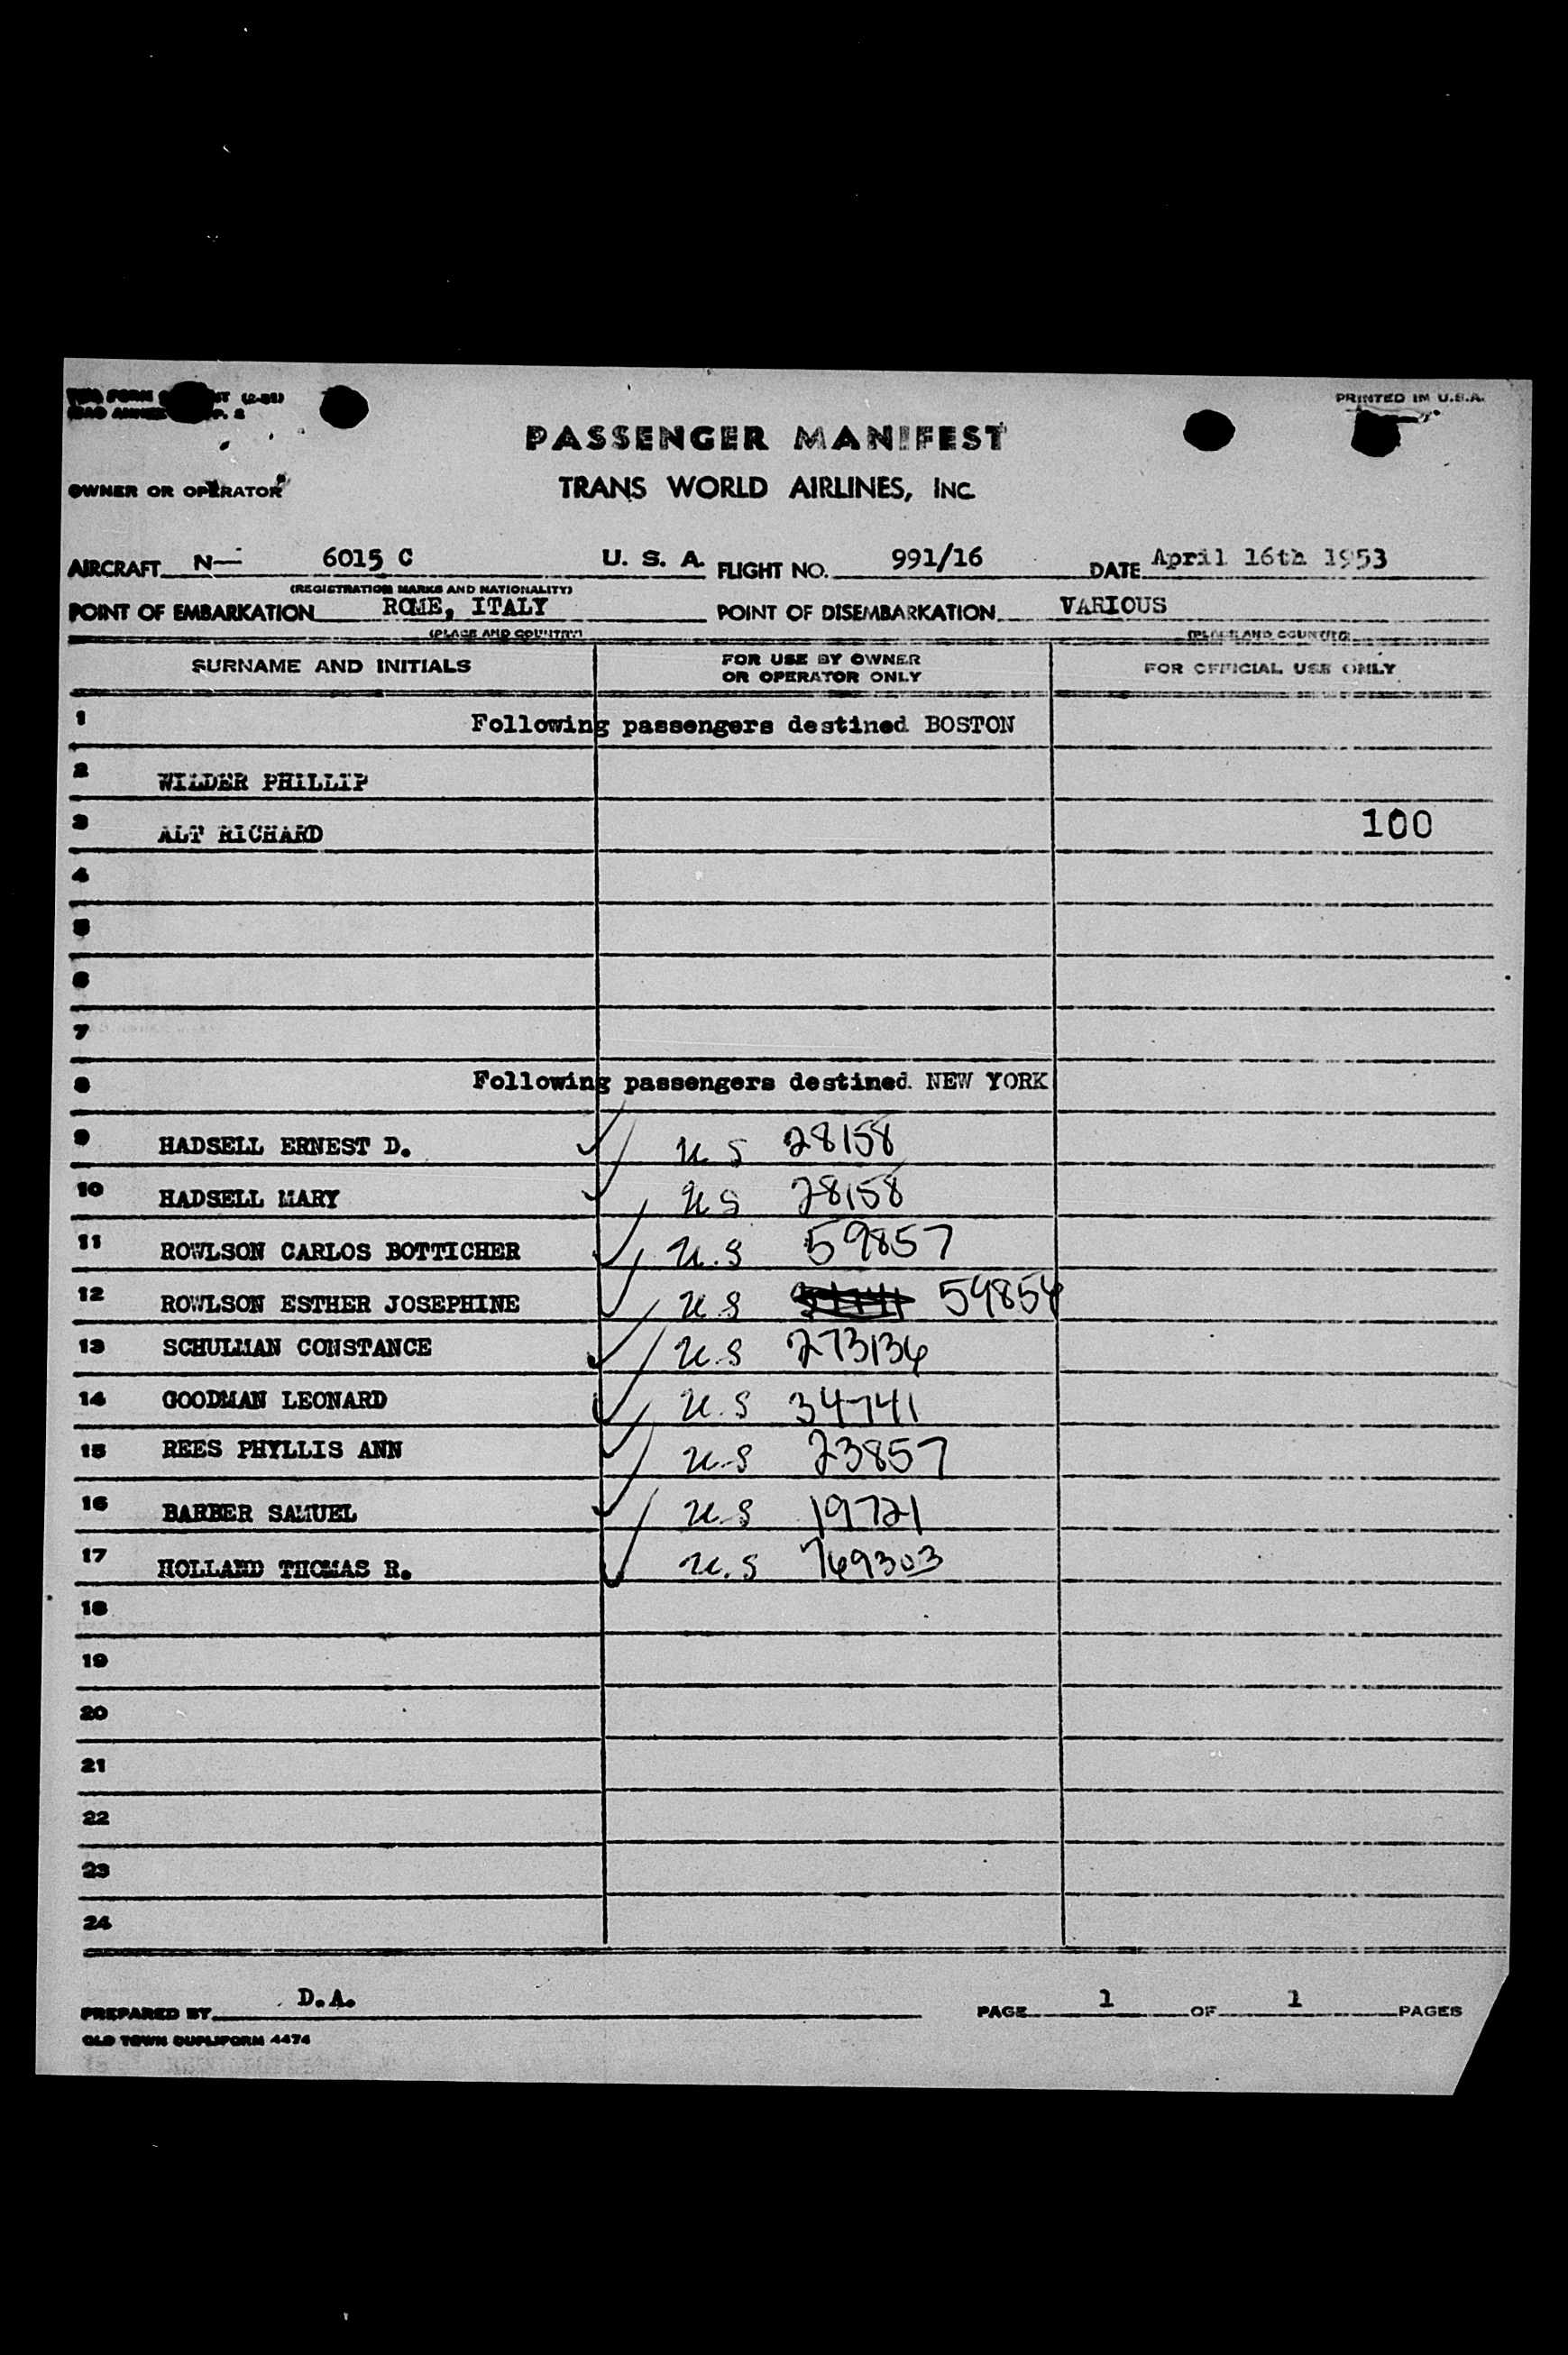 PRINTED IN U.S.A.
PASSENGER MANIFEST
OWNER OR OPERATOR TRANS WORLD AIRLINES, INC.
AIRCRAFT N— 6015 C U. S. A. FLIGHT NO. 991/16 DATE April 16th 1953
(REGISTRATION MARKS AND NATIONALITY)
POINT OF EMBARKATION ROME, ITALY POINT OF DISEMBARKATION VARIOUS
(PLACE AND COUNTRY) (PLACE AND COUNTRY)
SURNAME AND INITIALS FOR USE BY OWNER OR OPERATOR ONLY FOR OFFICIAL USE ONLY
1 Following passengers destined BOSTON
2 WILDER PHILLIP
3 ALT RICHARD 100
4
5
6
7
8 Following passengers destined NEW YORK
9 HADSELL ERNEST D. U S 28158
10 HADSELL MARY U S 28158
11 ROWLSON CARLOS BOTTICHER U.S 59857
12 ROWLSON ESTHER JOSEPHINE U S 59856
13 SCHULMAN CONSTANCE U.S 273136
14 GOODMAN LEONARD U.S 34741
15 REES PHYLLIS ANN U.S 23857
16 BARBER SAMUEL U.S 19721
17 HOLLAND THOMAS R. U.S 769303
18
19
20
21
22
23
24
PREPARED BY D.A. PAGE 1 OF 1 PAGES
OLD TOWN DUPLIFORM 4474